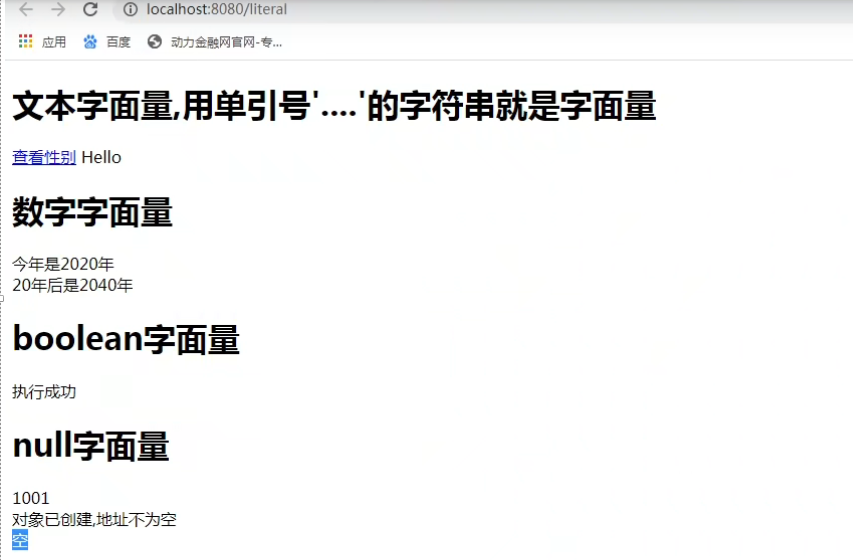 localhost:8080/literal
应用 百度 动力金融网官网-专...
文本字面量,用单引号'....'的字符串就是字面量
查看性别 Hello
数字字面量
今年是2020年
20年后是2040年
boolean字面量
执行成功
null字面量
1001
对象已创建,地址不为空
空